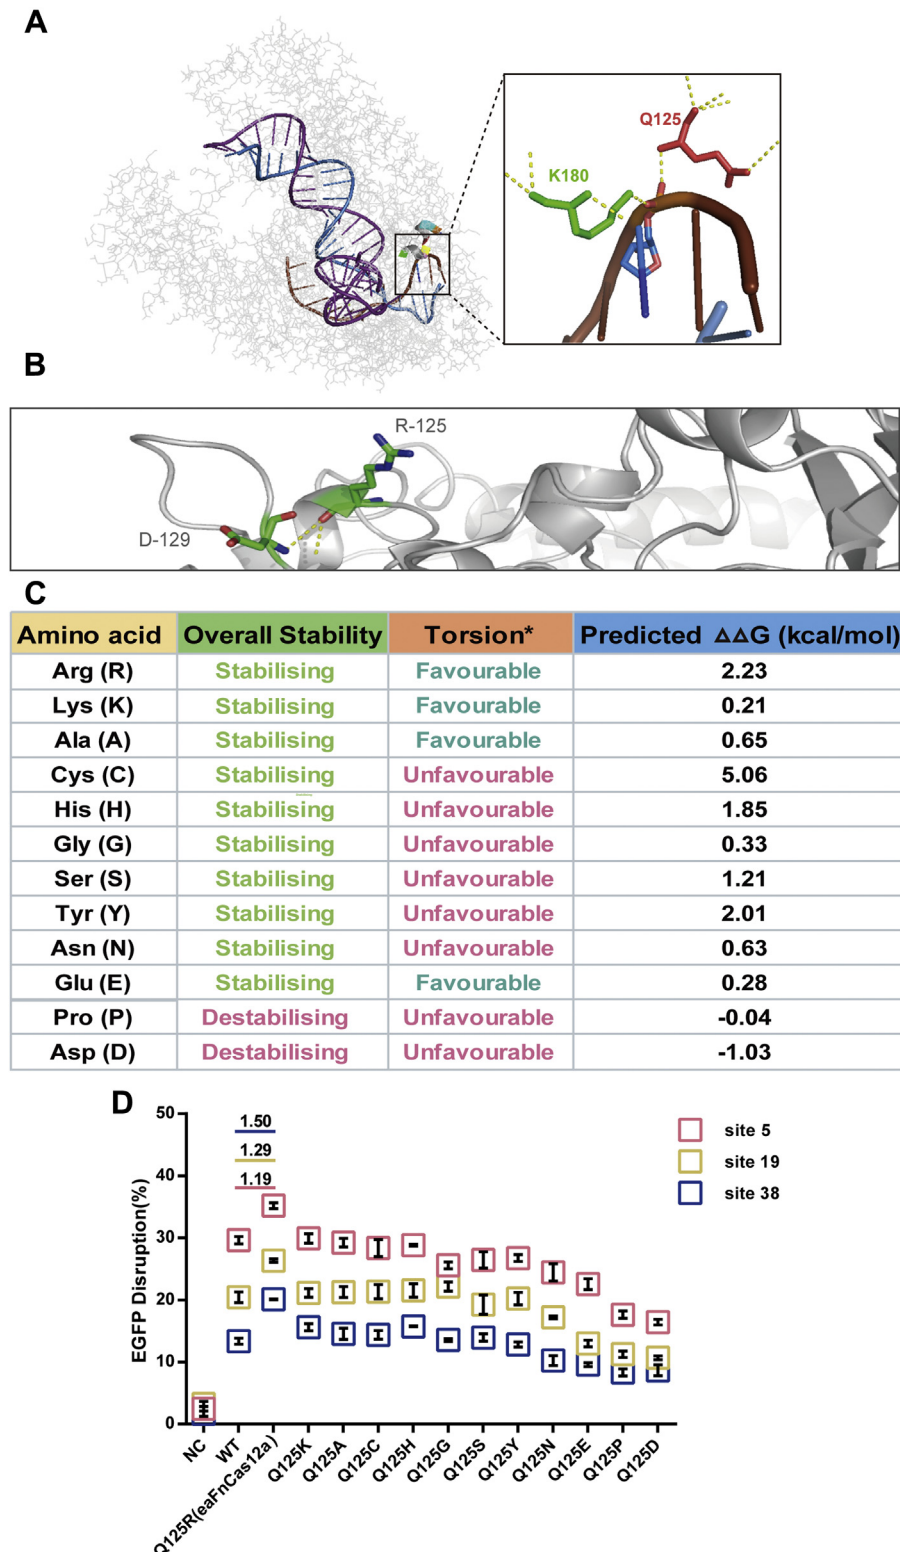 A
Q125
K180
B
R-125
D-129
C
Amino acid Overall Stability Torsion* Predicted △△G (kcal/mol)
Arg (R) Stabilising Favourable 2.23
Lys (K) Stabilising Favourable 0.21
Ala (A) Stabilising Favourable 0.65
Cys (C) Stabilising Unfavourable 5.06
His (H) Stabilising Unfavourable 1.85
Gly (G) Stabilising Unfavourable 0.33
Ser (S) Stabilising Unfavourable 1.21
Tyr (Y) Stabilising Unfavourable 2.01
Asn (N) Stabilising Unfavourable 0.63
Glu (E) Stabilising Favourable 0.28
Pro (P) Destabilising Unfavourable -0.04
Asp (D) Destabilising Unfavourable -1.03
D
EGFP Disruption(%)
50
40
30
20
10
0
1.50
1.29
1.19
site 5
site 19
site 38
NC
WT
Q125R(eaFnCas12a)
Q125K
Q125A
Q125C
Q125H
Q125G
Q125S
Q125Y
Q125N
Q125E
Q125P
Q125D